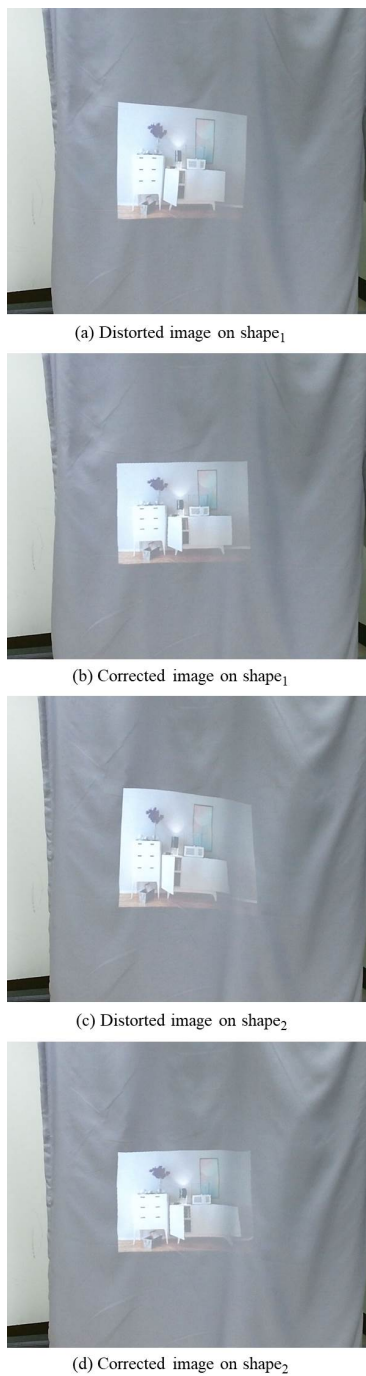 (a) Distorted image on shape₁
(b) Corrected image on shape₁
(c) Distorted image on shape₂
(d) Corrected image on shape₂